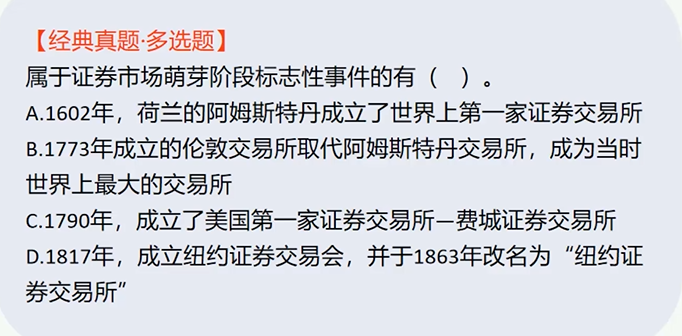 【经典真题·多选题】
属于证券市场萌芽阶段标志性事件的有（　）。
A.1602年，荷兰的阿姆斯特丹成立了世界上第一家证券交易所
B.1773年成立的伦敦交易所取代阿姆斯特丹交易所，成为当时
世界上最大的交易所
C.1790年，成立了美国第一家证券交易所—费城证券交易所
D.1817年，成立纽约证券交易会，并于1863年改名为“纽约证
券交易所”